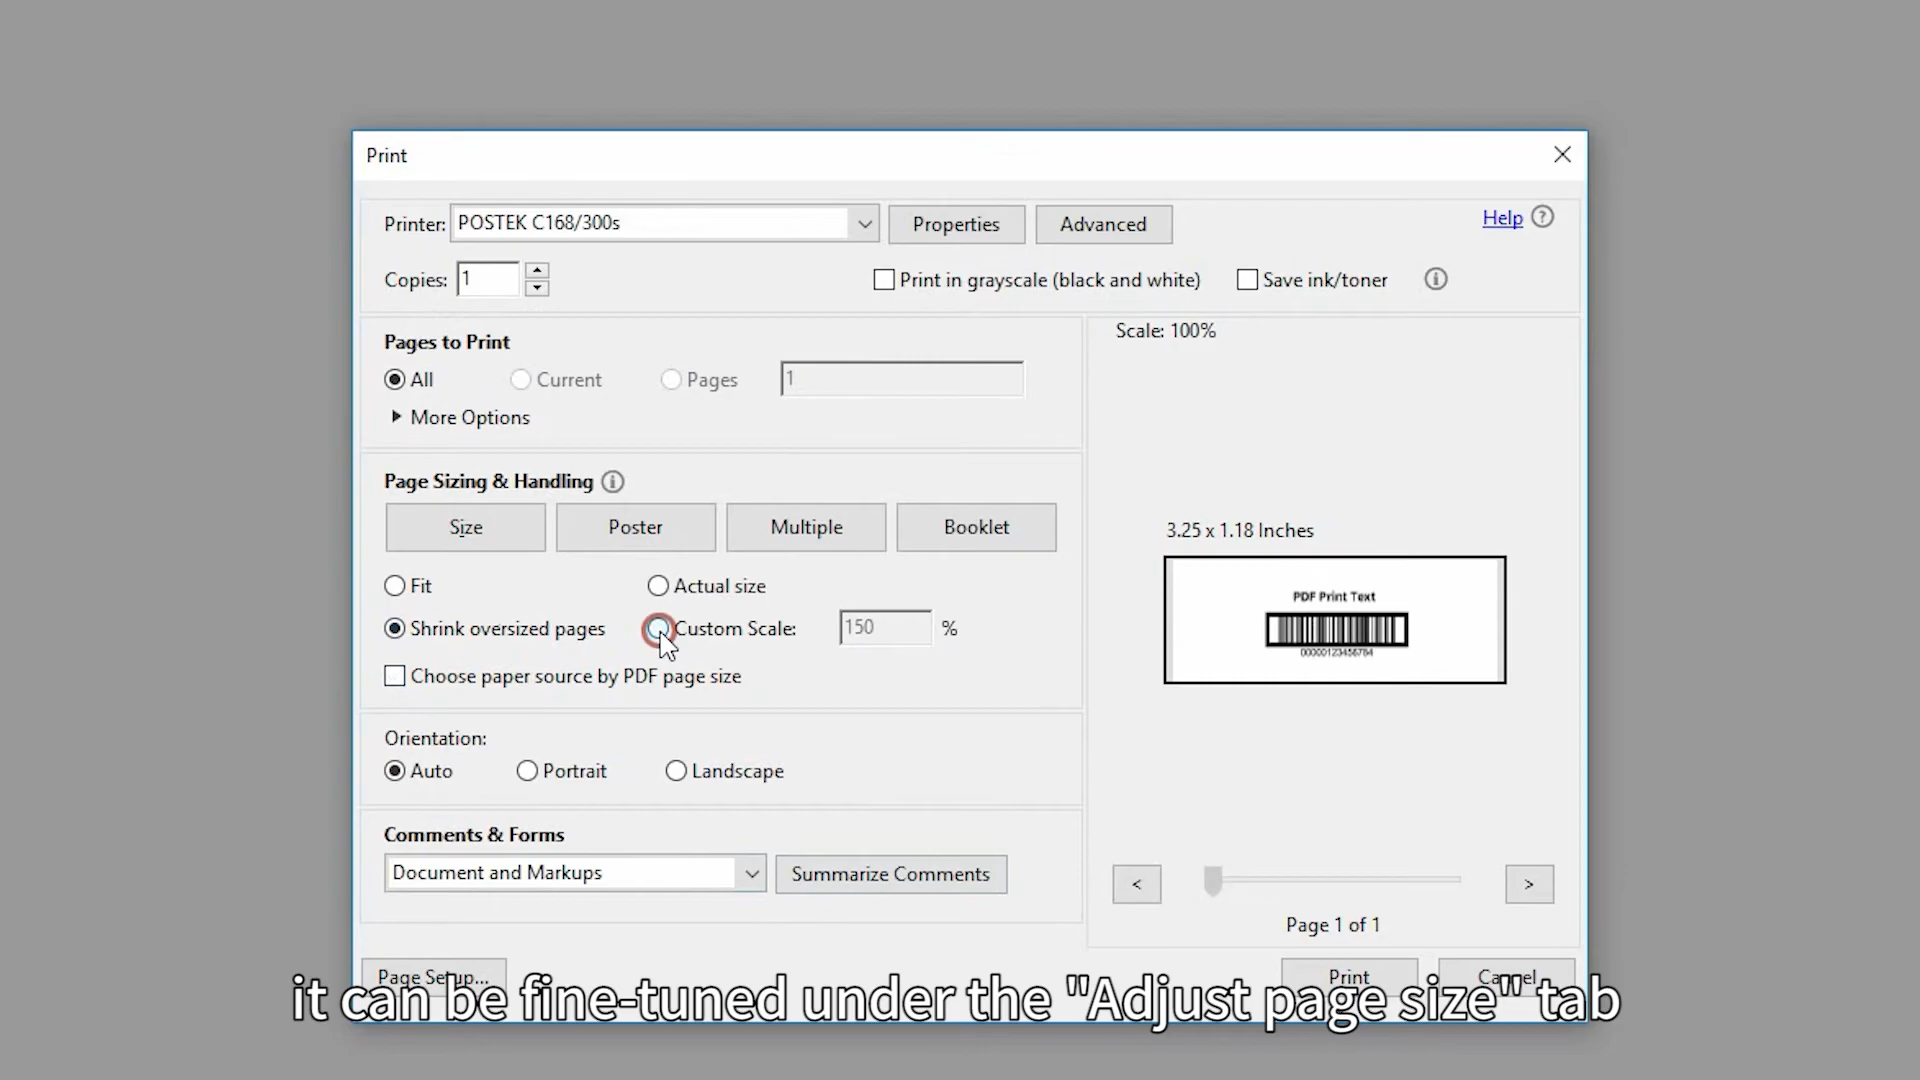 Print
Printer: POSTEK C168/300s Properties Advanced Help ?
Copies: 1 Print in grayscale (black and white) Save ink/toner
Pages to Print
Scale: 100%
All Current Pages 1
More Options
Page Sizing & Handling
Size Poster Multiple Booklet
3.25 x 1.18 Inches
Fit Actual size
PDF Print Text
Shrink oversized pages Custom Scale: 150 %
Choose paper source by PDF page size
Orientation:
Auto Portrait Landscape
Comments & Forms
Document and Markups Summarize Comments
< >
Page 1 of 1
Page Setup... Print Cancel
it can be fine-tuned under the "Adjust page size" tab